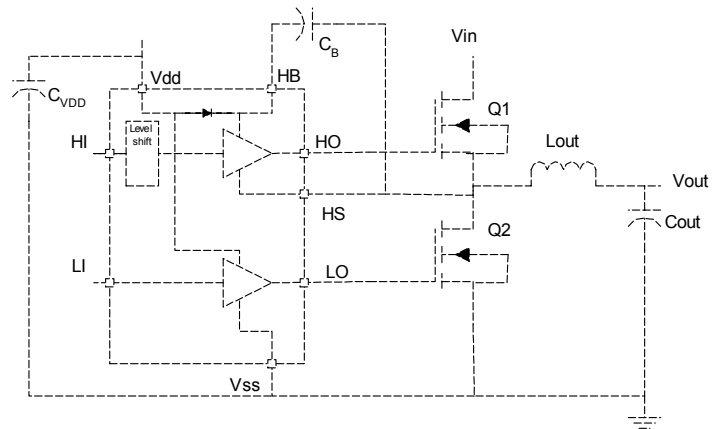 C_B
Vin
Vdd
HB
C_VDD
Q1
HI
Level shift
HO
Lout
Vout
HS
Cout
Q2
LI
LO
Vss